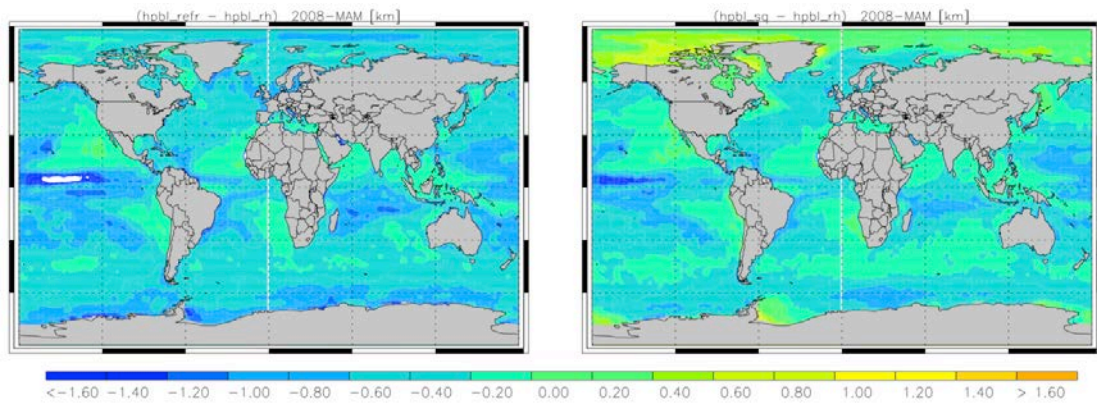 (hpbl_refr - hpbl_rh) 2008-MAM [km]
(hpbl_sq - hpbl_rh) 2008-MAM [km]
<-1.60 -1.40 -1.20 -1.00 -0.80 -0.60 -0.40 -0.20 0.00 0.20 0.40 0.60 0.80 1.00 1.20 1.40 > 1.60